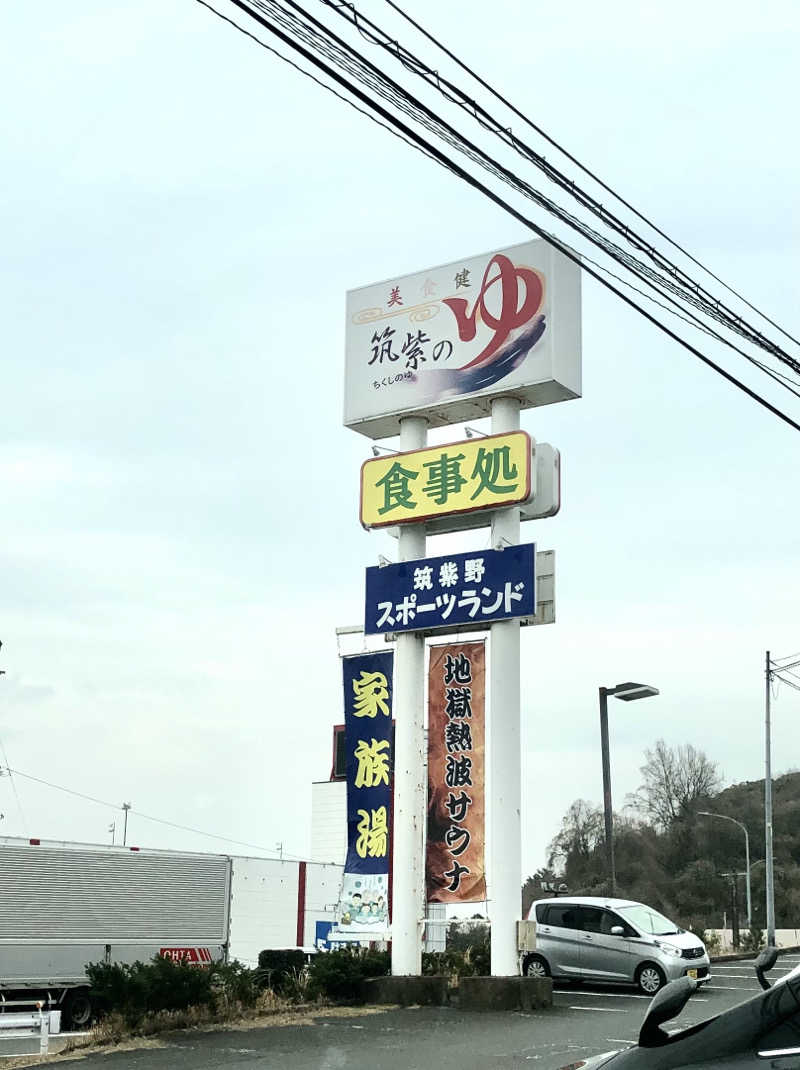 美 食 健
筑紫の ゆ
ちくしのゆ
食事処
筑紫野
スポーツランド
家族湯
地獄熱波サウナ
OHTA